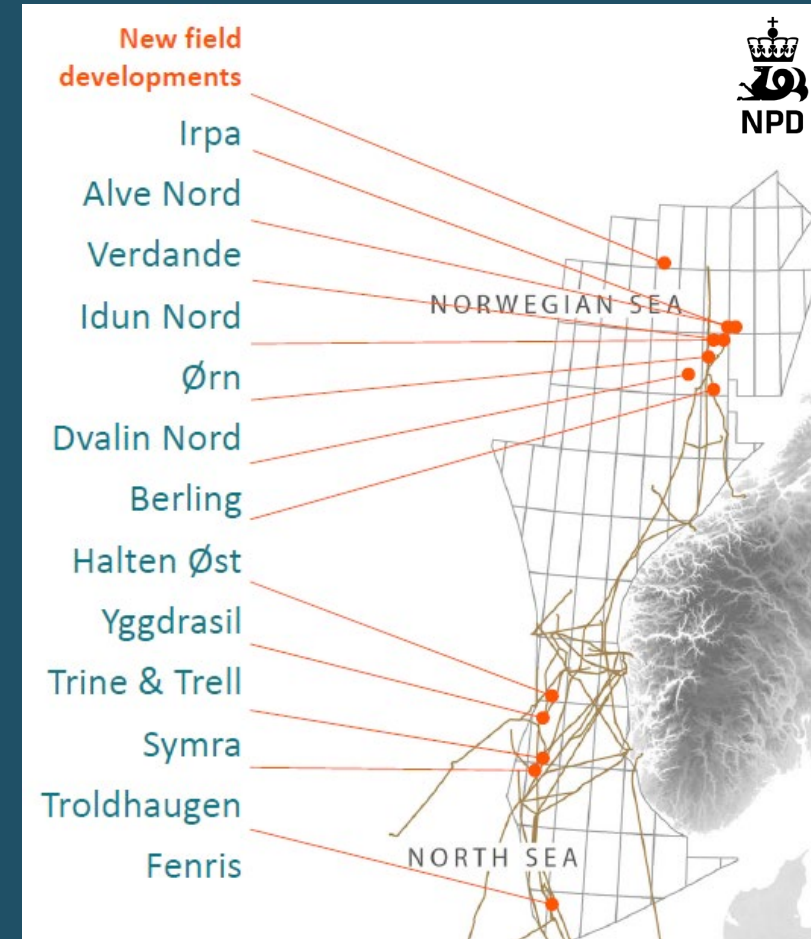 New field
developments
NPD
Irpa
Alve Nord
Verdande
NORWEGIAN SEA
Idun Nord
Ørn
Dvalin Nord
Berling
Halten Øst
Yggdrasil
Trine & Trell
Symra
Troldhaugen
NORTH SEA
Fenris